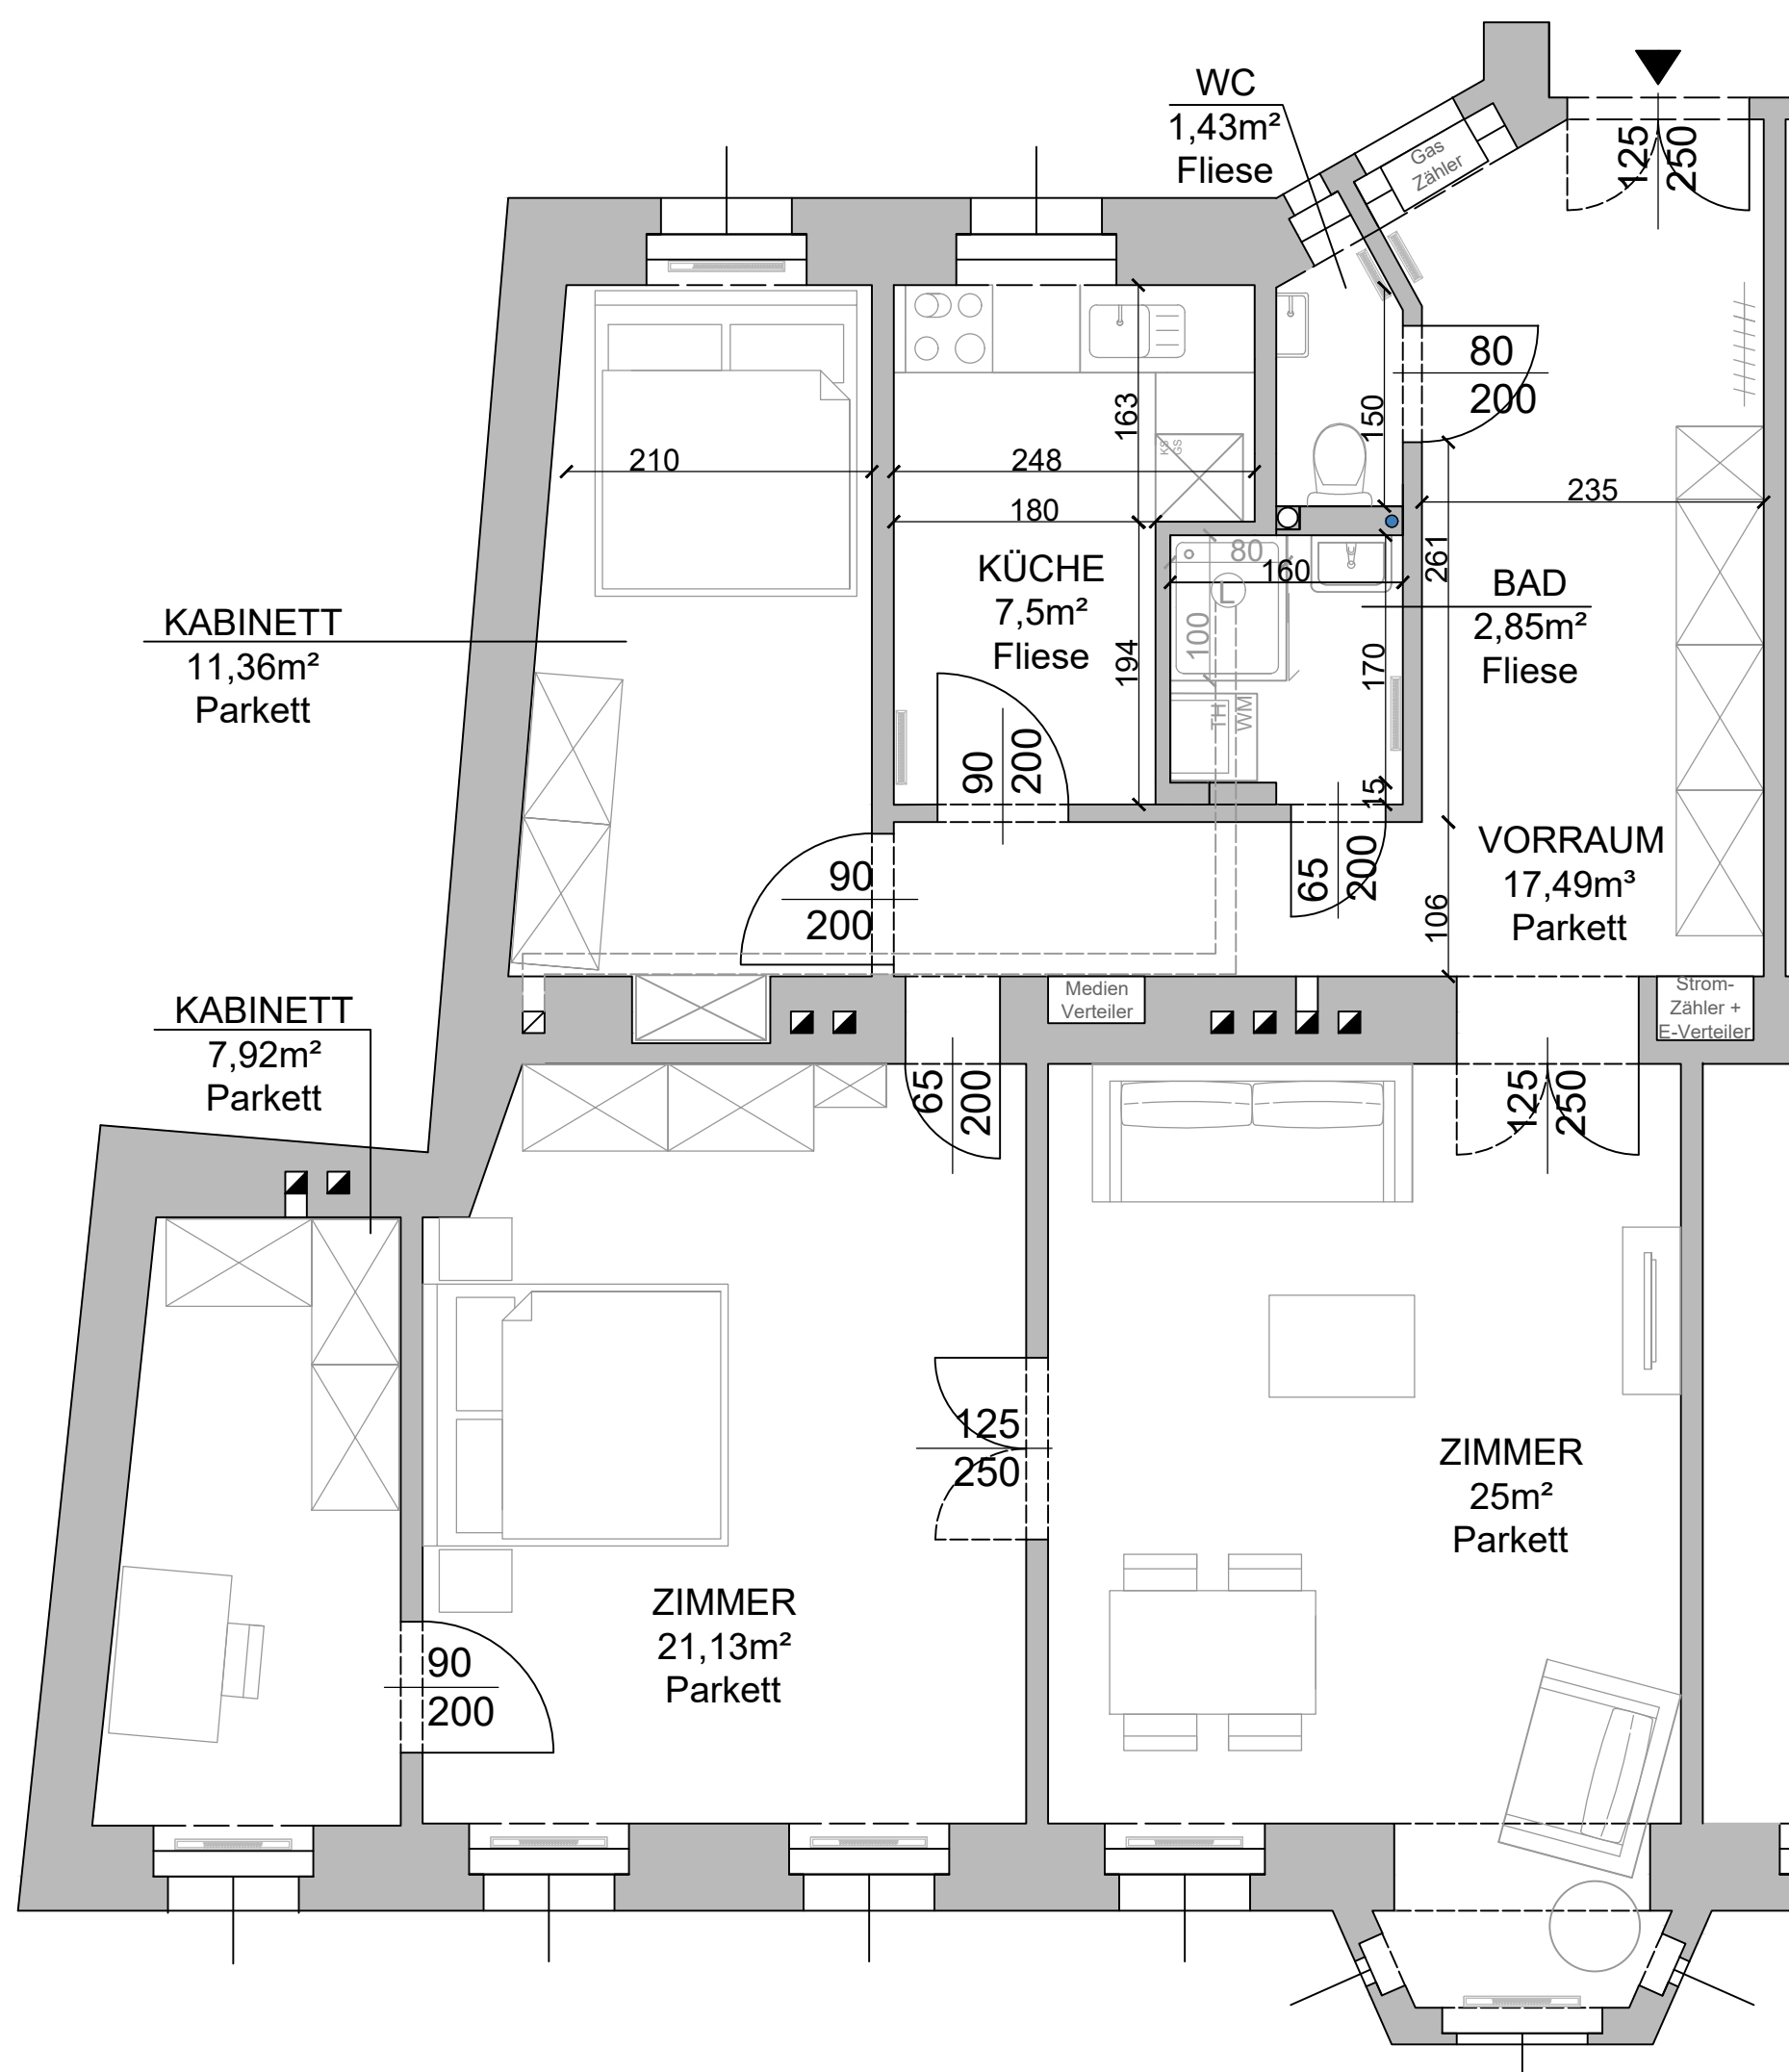 WC
1,43m²
Fliese
Gas
Zähler
125
250
80
200
163
150
210
248
180
235
KS
GS
80
160
261
100
KÜCHE
7,5m²
Fliese
BAD
2,85m²
Fliese
194
170
TH
WM
L
15
KABINETT
11,36m²
Parkett
90
200
90
200
65
200
106
VORRAUM
17,49m³
Parkett
Medien
Verteiler
Strom-
Zähler +
E-Verteiler
KABINETT
7,92m²
Parkett
65
200
125
250
125
250
ZIMMER
25m²
Parkett
ZIMMER
21,13m²
Parkett
90
200